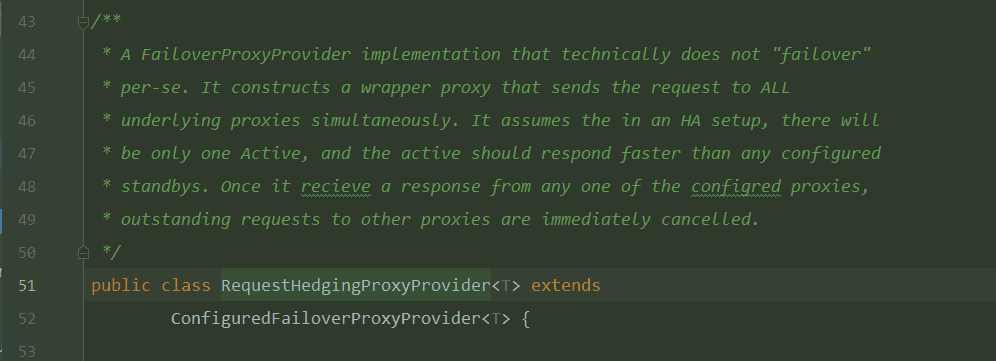 43 /**
44 * A FailoverProxyProvider implementation that technically does not "failover"
45 * per-se. It constructs a wrapper proxy that sends the request to ALL
46 * underlying proxies simultaneously. It assumes the in an HA setup, there will
47 * be only one Active, and the active should respond faster than any configured
48 * standbys. Once it recieve a response from any one of the configred proxies,
49 * outstanding requests to other proxies are immediately cancelled.
50 */
51 public class RequestHedgingProxyProvider<T> extends
52 ConfiguredFailoverProxyProvider<T> {
53